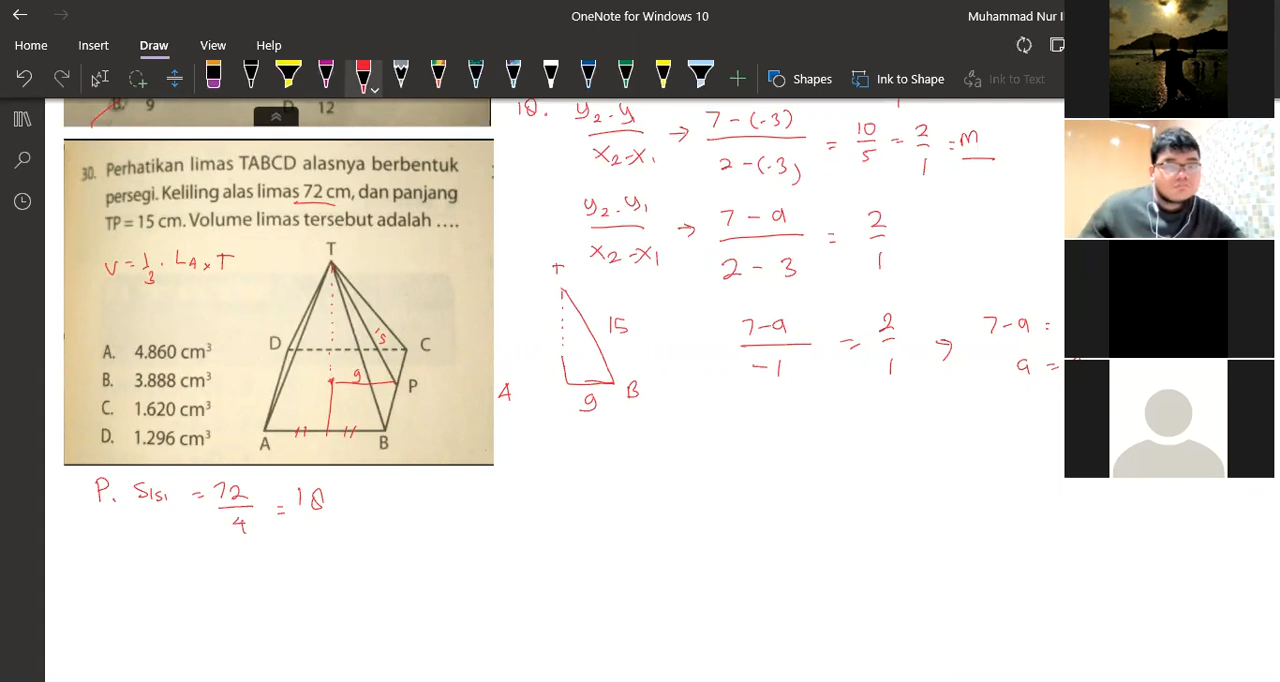 OneNote for Windows 10
Muhammad Nur I
Home Insert Draw View Help
Shapes Ink to Shape Ink to Text
B. 9 D. 12
30. Perhatikan limas TABCD alasnya berbentuk
persegi. Keliling alas limas 72 cm, dan panjang
TP = 15 cm. Volume limas tersebut adalah ....
V = 1/3 . LA x T
T
D C
15
9 P
A B
A. 4.860 cm³
B. 3.888 cm³
C. 1.620 cm³
D. 1.296 cm³
P. sisi = 72/4 = 18
T
15
A 9 B
10. y₂ - y/x₂ - x₁ → 7 - (-3)/2 - (-3) = 10/5 = 2/1 = m
y₂ - y₁/x₂ - x₁ → 7 - a/2 - 3 = 2/1
7 - a/-1 = 2/1 → 7 - a =
a =